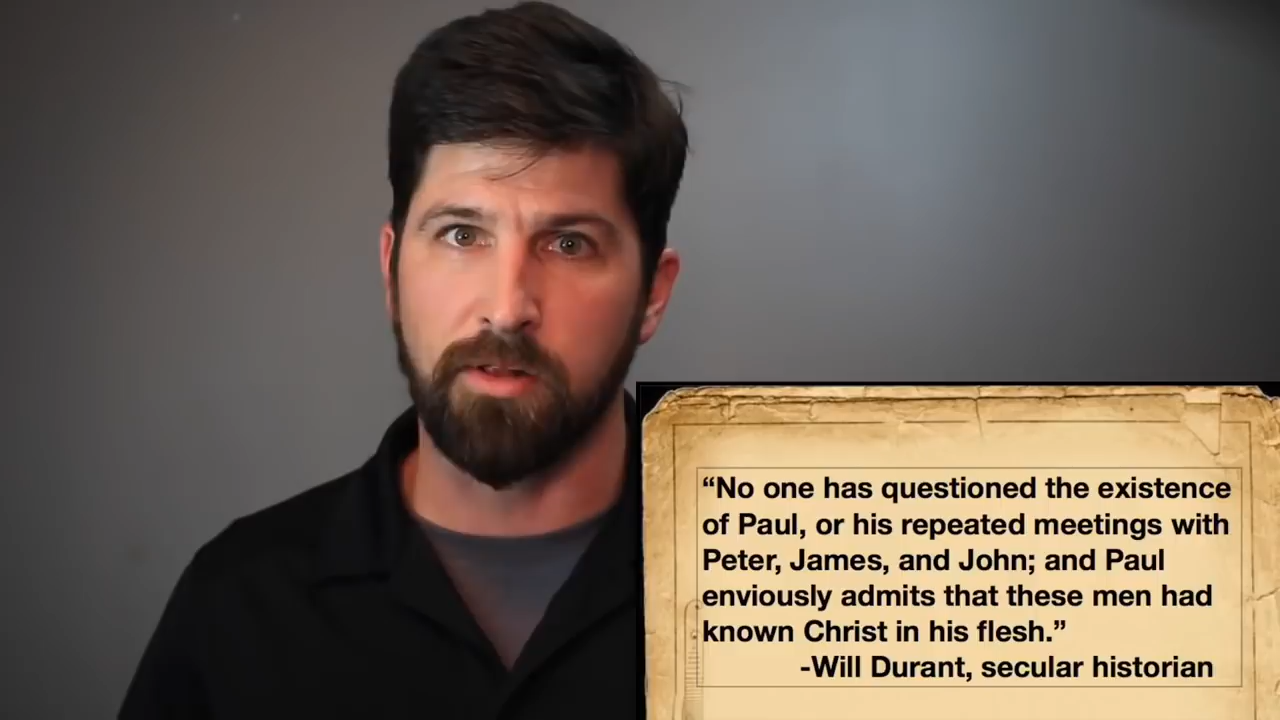 “No one has questioned the existence
of Paul, or his repeated meetings with
Peter, James, and John; and Paul
enviously admits that these men had
known Christ in his flesh.”
-Will Durant, secular historian